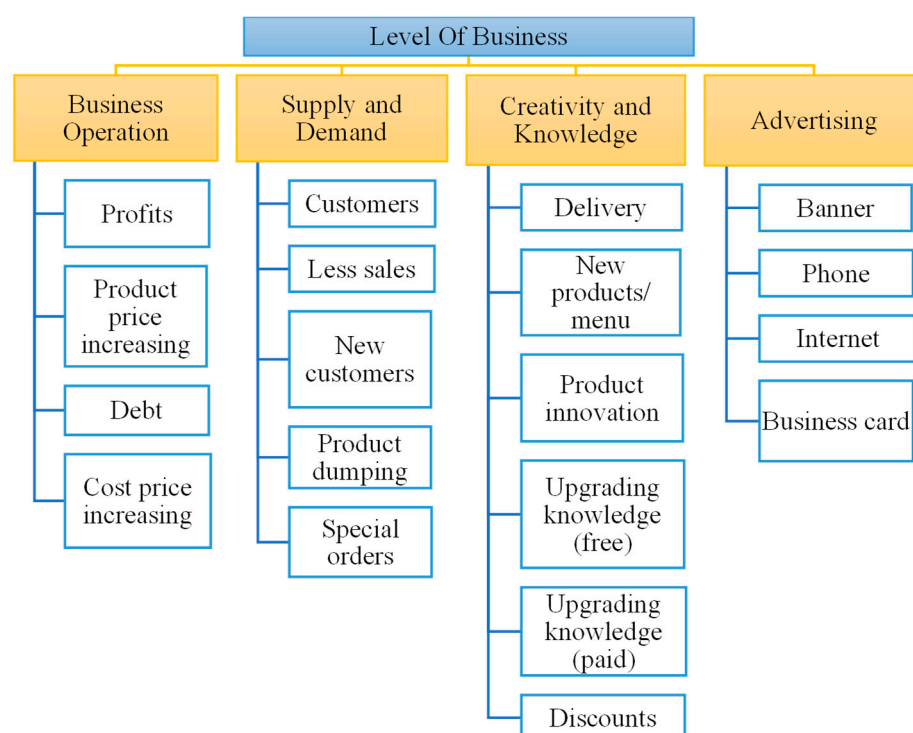 Level Of Business
Business
Operation
Profits
Product
price
increasing
Debt
Cost price
increasing
Supply and
Demand
Customers
Less sales
New
customers
Product
dumping
Special
orders
Creativity and
Knowledge
Delivery
New
products/
menu
Product
innovation
Upgrading
knowledge
(free)
Upgrading
knowledge
(paid)
Discounts
Advertising
Banner
Phone
Internet
Business card